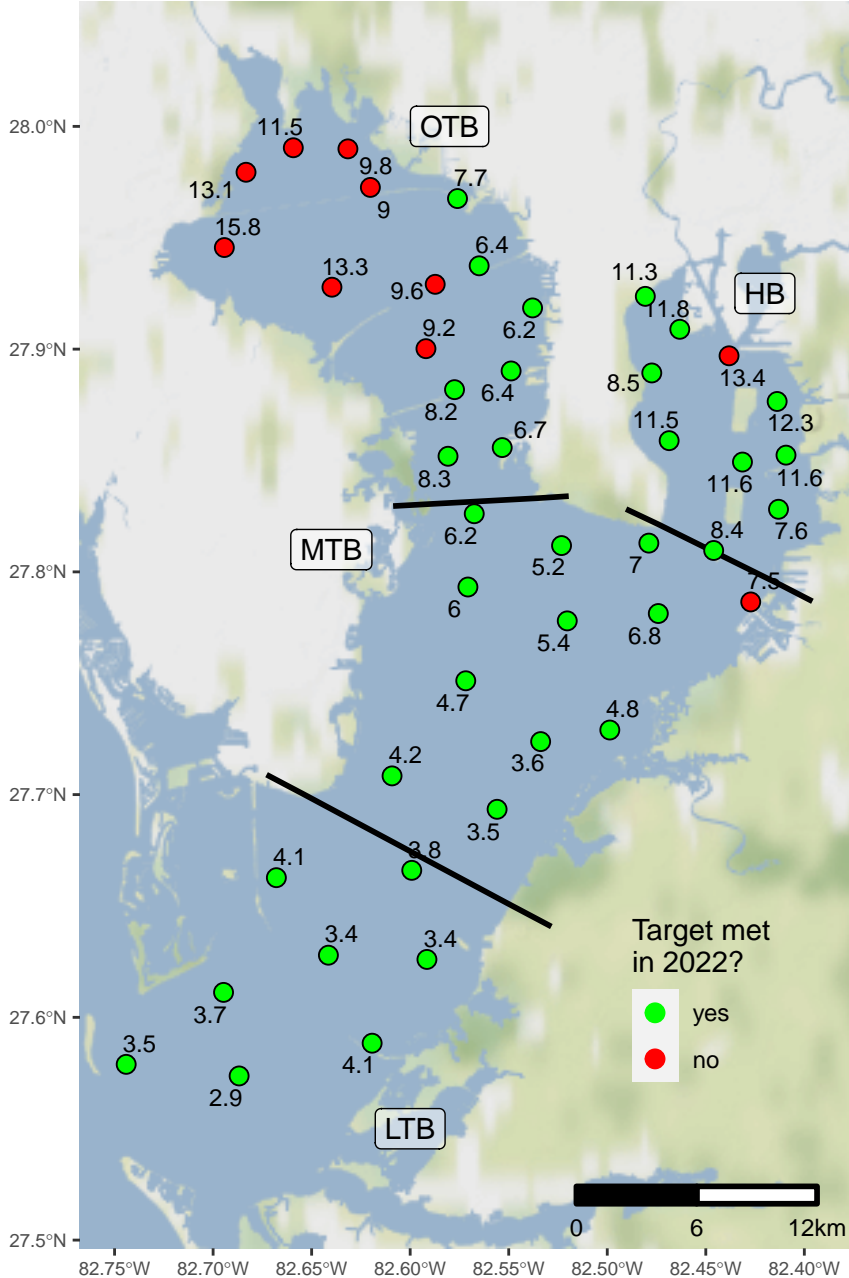 28.0°N
27.9°N
27.8°N
27.7°N
27.6°N
27.5°N
OTB
11.5
9.8
13.1
9
7.7
15.8
6.4
13.3
9.6
6.2
9.2
8.2
6.4
8.3
6.7
HB
11.3
11.8
13.4
8.5
12.3
11.5
11.6
11.6
7.6
8.4
MTB
6.2
5.2
7
7.5
6
5.4
6.8
4.7
4.8
3.6
4.2
3.5
3.8
4.1
3.4
3.4
3.7
3.5
4.1
2.9
LTB
Target met
in 2022?
yes
no
0 6 12km
82.75°W 82.70°W 82.65°W 82.60°W 82.55°W 82.50°W 82.45°W 82.40°W